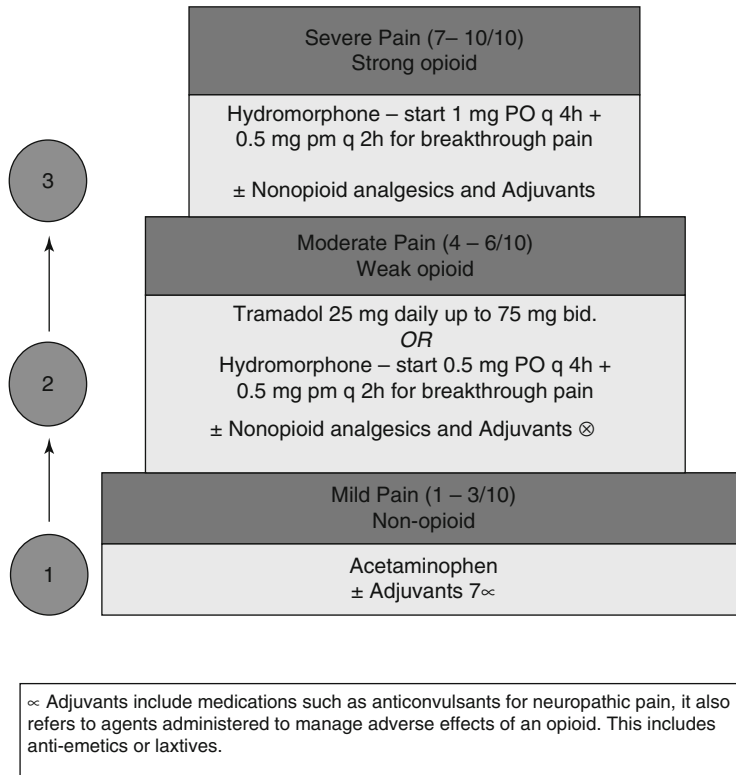 Severe Pain (7– 10/10)
Strong opioid
Hydromorphone – start 1 mg PO q 4h +
0.5 mg pm q 2h for breakthrough pain
± Nonopioid analgesics and Adjuvants
3
Moderate Pain (4 – 6/10)
Weak opioid
Tramadol 25 mg daily up to 75 mg bid.
OR
Hydromorphone – start 0.5 mg PO q 4h +
0.5 mg pm q 2h for breakthrough pain
± Nonopioid analgesics and Adjuvants ⊗
2
Mild Pain (1 – 3/10)
Non-opioid
Acetaminophen
± Adjuvants 7∝
1
∝ Adjuvants include medications such as anticonvulsants for neuropathic pain, it also
refers to agents administered to manage adverse effects of an opioid. This includes
anti-emetics or laxtives.